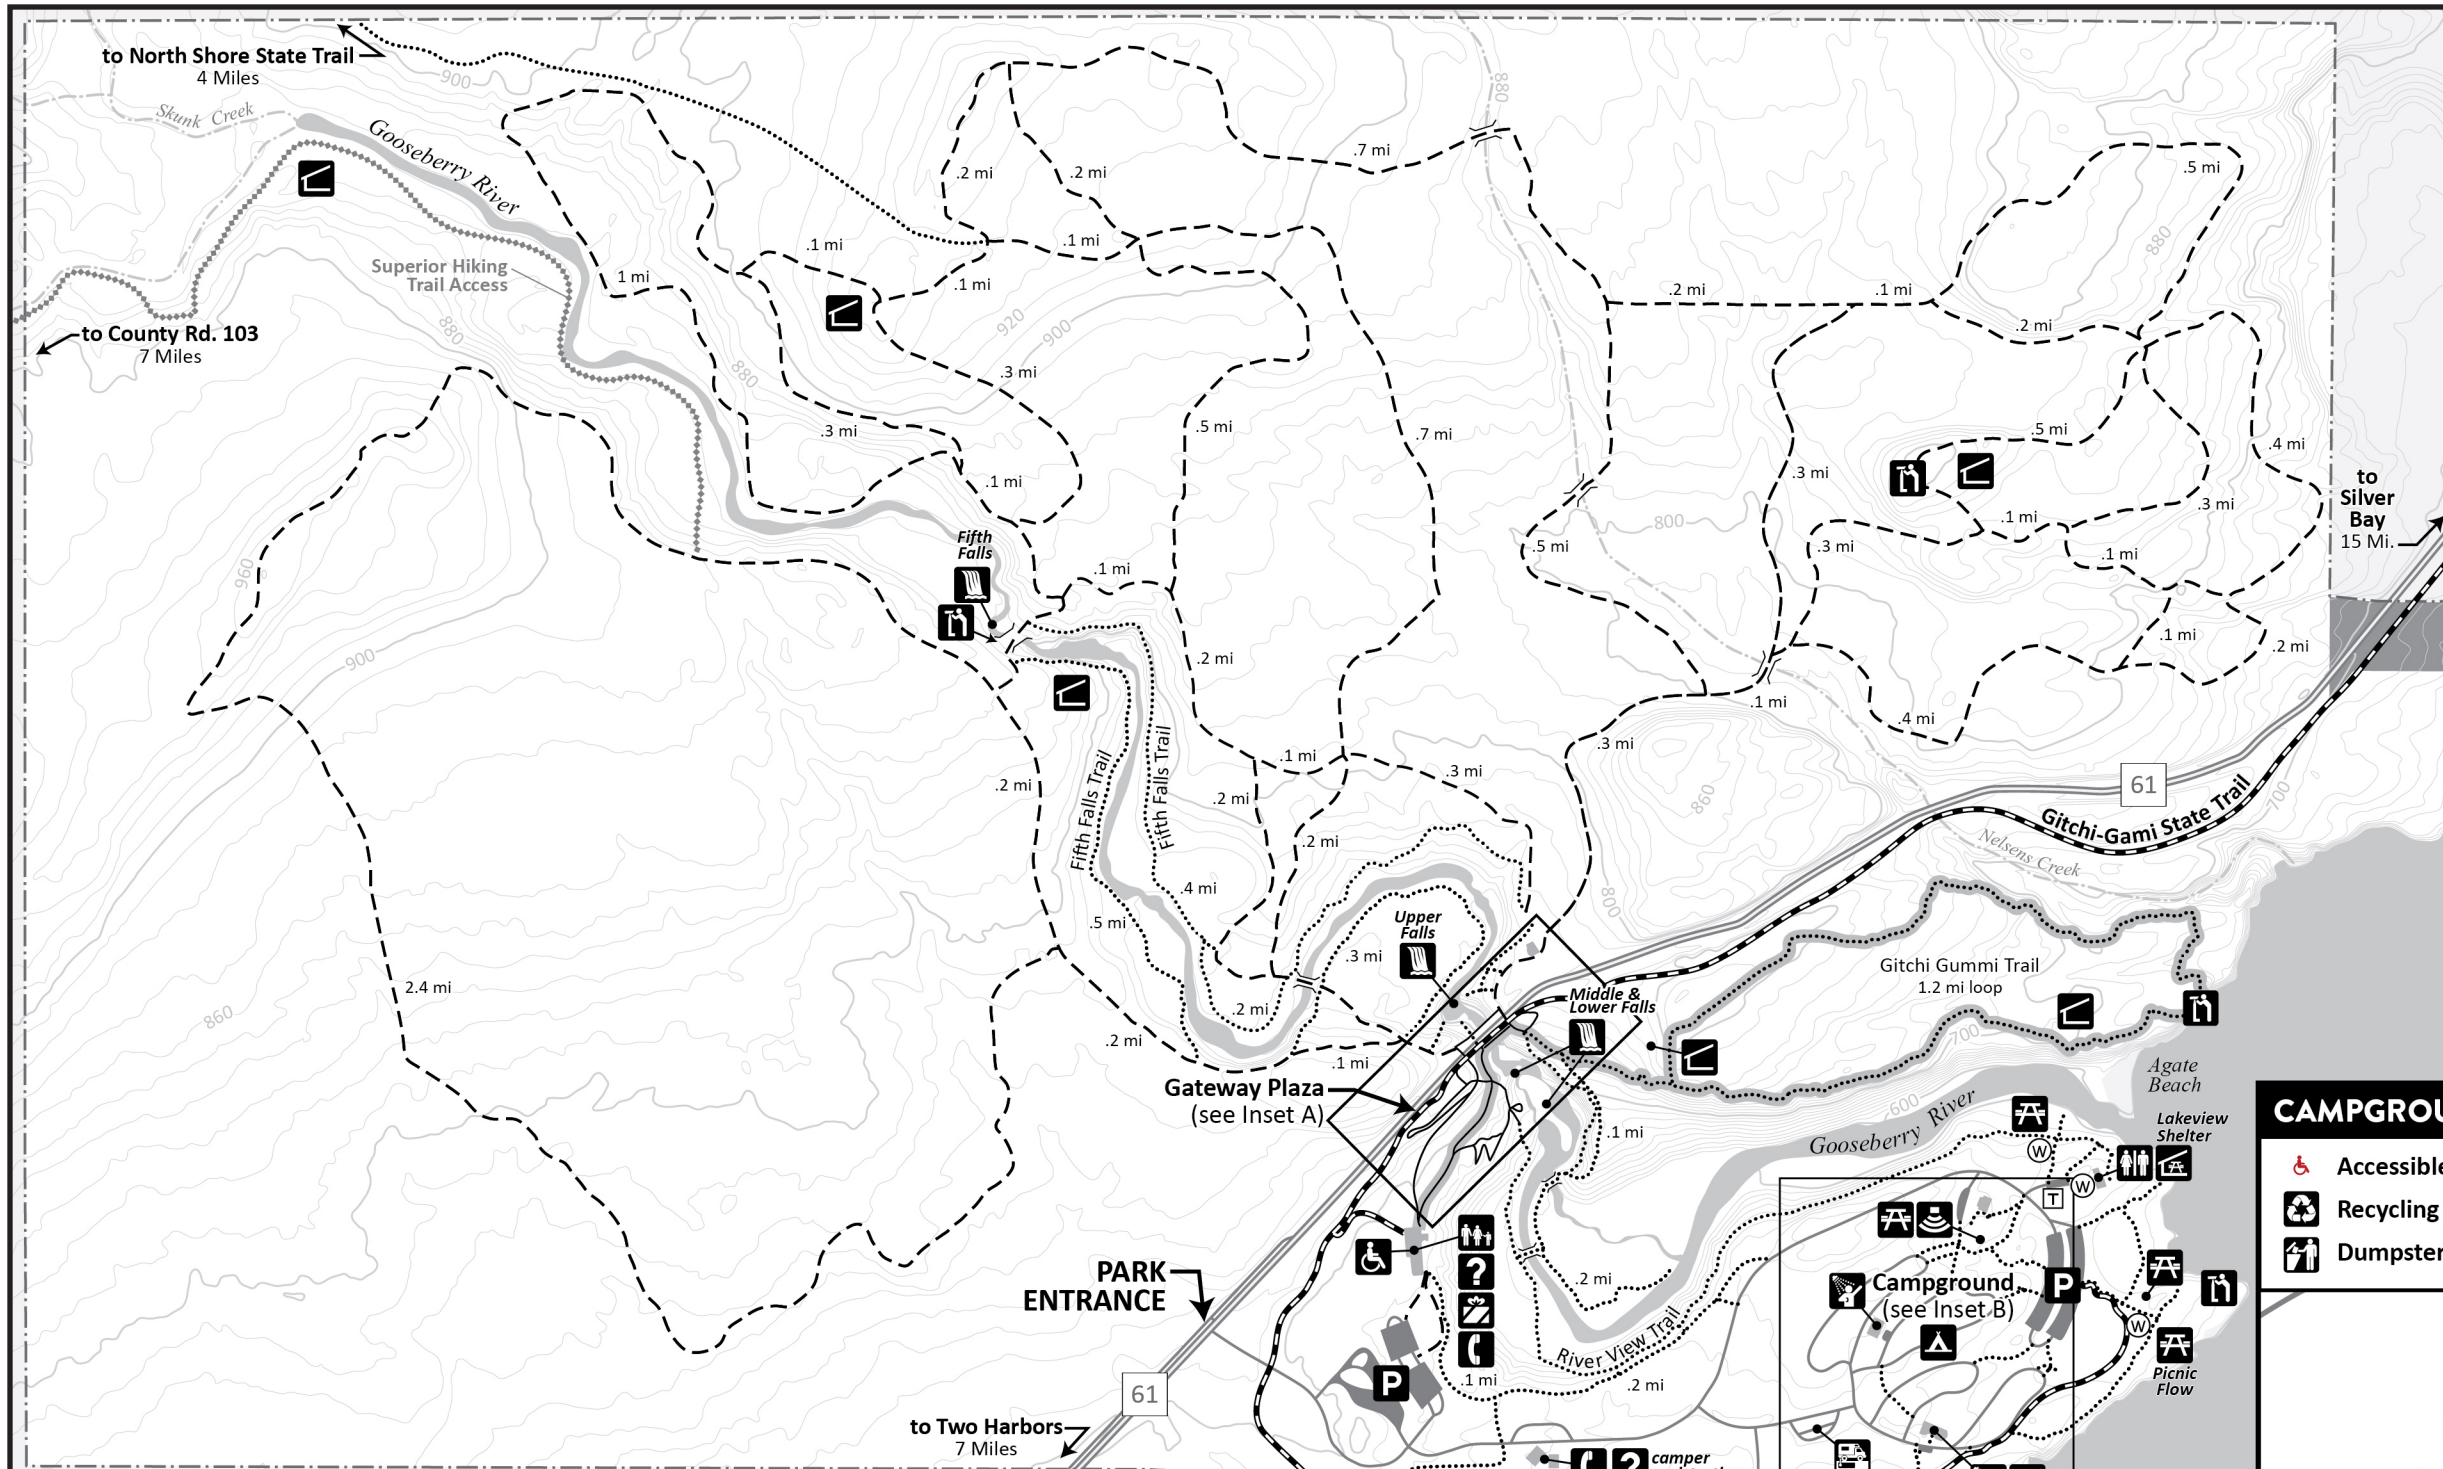 to North Shore State Trail
4 Miles
Skunk Creek
Gooseberry River
900
880
.7 mi
.2 mi
.2 mi
.5 mi
880
.1 mi
.1 mi
Superior Hiking
Trail Access
1 mi
.1 mi
.2 mi
.1 mi
920
900
.2 mi
to County Rd. 103
7 Miles
880
880
.3 mi
.3 mi
.5 mi
.7 mi
.5 mi
.4 mi
.3 mi
.1 mi
to
Silver
Bay
15 Mi.
.3 mi
.1 mi
800
.5 mi
.3 mi
.1 mi
Fifth
Falls
.1 mi
960
900
.2 mi
.1 mi
.2 mi
.1 mi
.4 mi
.3 mi
.1 mi
.3 mi
.2 mi
Fifth Falls Trail
Fifth Falls Trail
.2 mi
860
61
Gitchi-Gami State Trail
700
.2 mi
Nelsens Creek
.4 mi
800
.5 mi
Upper
Falls
.3 mi
Gitchi Gummi Trail
1.2 mi loop
2.4 mi
860
.2 mi
Middle &
Lower Falls
.2 mi
.1 mi
700
Agate
Beach
Gateway Plaza
(see Inset A)
600
Gooseberry River
.1 mi
Lakeview
Shelter
W
W
T
CAMPGROU
Accessible
Recycling
Dumpster
PARK
ENTRANCE
?
.2 mi
Campground
(see Inset B)
P
W
River View Trail
Picnic
Flow
P
.1 mi
.2 mi
61
to Two Harbors
7 Miles
?
camper